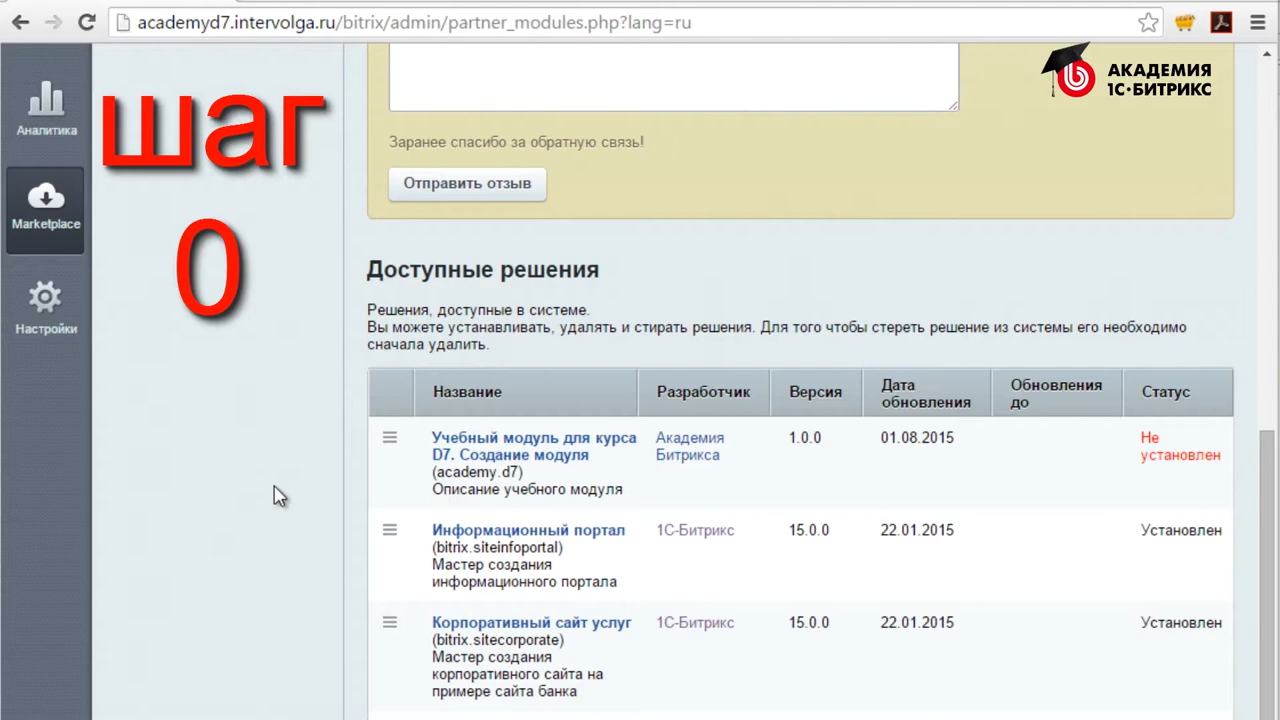 academyd7.intervolga.ru/bitrix/admin/partner_modules.php?lang=ru
АКАДЕМИЯ
1С·БИТРИКС
шаг
0
Аналитика
Marketplace
Настройки
Заранее спасибо за обратную связь!
Отправить отзыв
Доступные решения
Решения, доступные в системе.
Вы можете устанавливать, удалять и стирать решения. Для того чтобы стереть решение из системы его необходимо
сначала удалить.
Название Разработчик Версия Дата обновления Обновления до Статус
Учебный модуль для курса Академия 1.0.0 01.08.2015 Не
D7. Создание модуля Битрикса установлен
(academy.d7)
Описание учебного модуля
Информационный портал 1С-Битрикс 15.0.0 22.01.2015 Установлен
(bitrix.siteinfoportal)
Мастер создания
информационного портала
Корпоративный сайт услуг 1С-Битрикс 15.0.0 22.01.2015 Установлен
(bitrix.sitecorporate)
Мастер создания
корпоративного сайта на
примере сайта банка